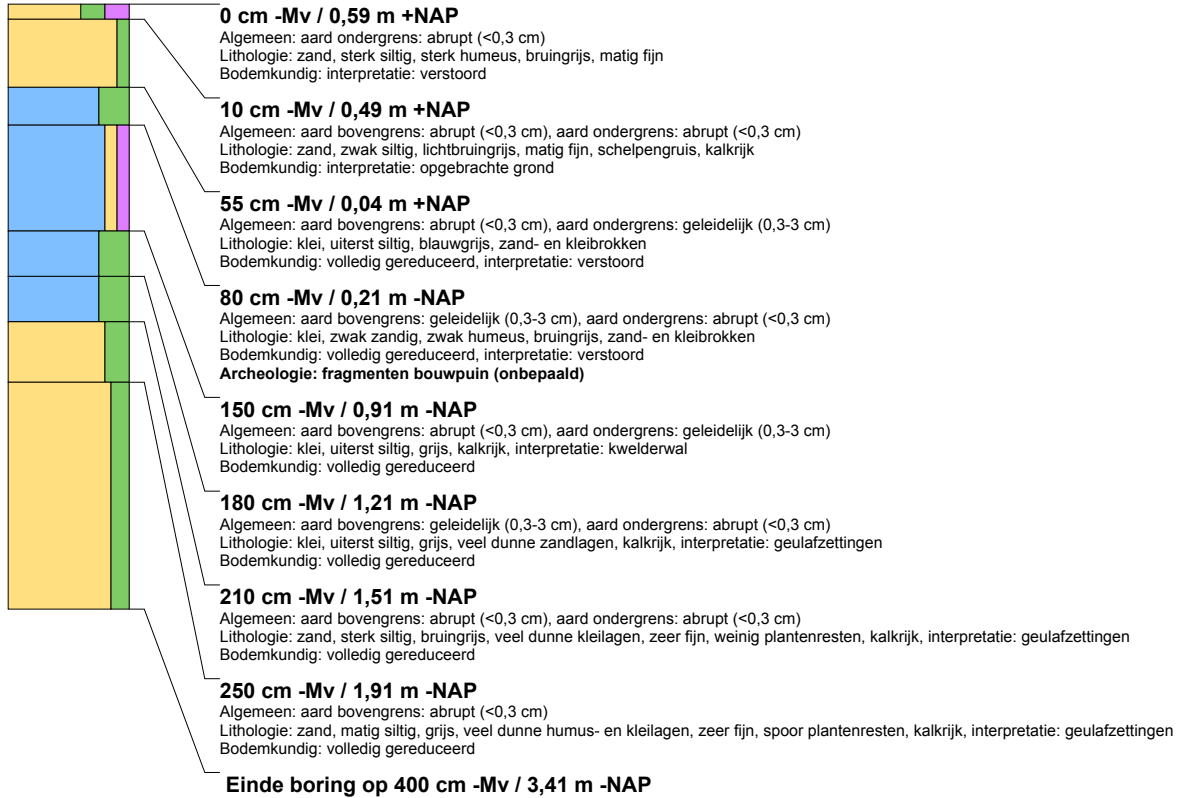 0 cm -Mv / 0,59 m +NAP
Algemeen: aard ondergrens: abrupt (<0,3 cm)
Lithologie: zand, sterk siltig, sterk humeus, bruingrijs, matig fijn
Bodemkundig: interpretatie: verstoord
10 cm -Mv / 0,49 m +NAP
Algemeen: aard bovengrens: abrupt (<0,3 cm), aard ondergrens: abrupt (<0,3 cm)
Lithologie: zand, zwak siltig, lichtbruingrijs, matig fijn, schelpengruis, kalkrijk
Bodemkundig: interpretatie: opgebrachte grond
55 cm -Mv / 0,04 m +NAP
Algemeen: aard bovengrens: abrupt (<0,3 cm), aard ondergrens: geleidelijk (0,3-3 cm)
Lithologie: klei, uiterst siltig, blauwgrijs, zand- en kleibrokken
Bodemkundig: volledig gereduceerd, interpretatie: verstoord
80 cm -Mv / 0,21 m -NAP
Algemeen: aard bovengrens: geleidelijk (0,3-3 cm), aard ondergrens: abrupt (<0,3 cm)
Lithologie: klei, zwak zandig, zwak humeus, bruingrijs, zand- en kleibrokken
Bodemkundig: volledig gereduceerd, interpretatie: verstoord
Archeologie: fragmenten bouwpuin (onbepaald)
150 cm -Mv / 0,91 m -NAP
Algemeen: aard bovengrens: abrupt (<0,3 cm), aard ondergrens: geleidelijk (0,3-3 cm)
Lithologie: klei, uiterst siltig, grijs, kalkrijk, interpretatie: kwelderwal
Bodemkundig: volledig gereduceerd
180 cm -Mv / 1,21 m -NAP
Algemeen: aard bovengrens: geleidelijk (0,3-3 cm), aard ondergrens: abrupt (<0,3 cm)
Lithologie: klei, uiterst siltig, grijs, veel dunne zandlagen, kalkrijk, interpretatie: geulafzettingen
Bodemkundig: volledig gereduceerd
210 cm -Mv / 1,51 m -NAP
Algemeen: aard bovengrens: abrupt (<0,3 cm), aard ondergrens: abrupt (<0,3 cm)
Lithologie: zand, sterk siltig, bruingrijs, veel dunne kleilagen, zeer fijn, weinig plantenresten, kalkrijk, interpretatie: geulafzettingen
Bodemkundig: volledig gereduceerd
250 cm -Mv / 1,91 m -NAP
Algemeen: aard bovengrens: abrupt (<0,3 cm)
Lithologie: zand, matig siltig, grijs, veel dunne humus- en kleilagen, zeer fijn, spoor plantenresten, kalkrijk, interpretatie: geulafzettingen
Bodemkundig: volledig gereduceerd
Einde boring op 400 cm -Mv / 3,41 m -NAP